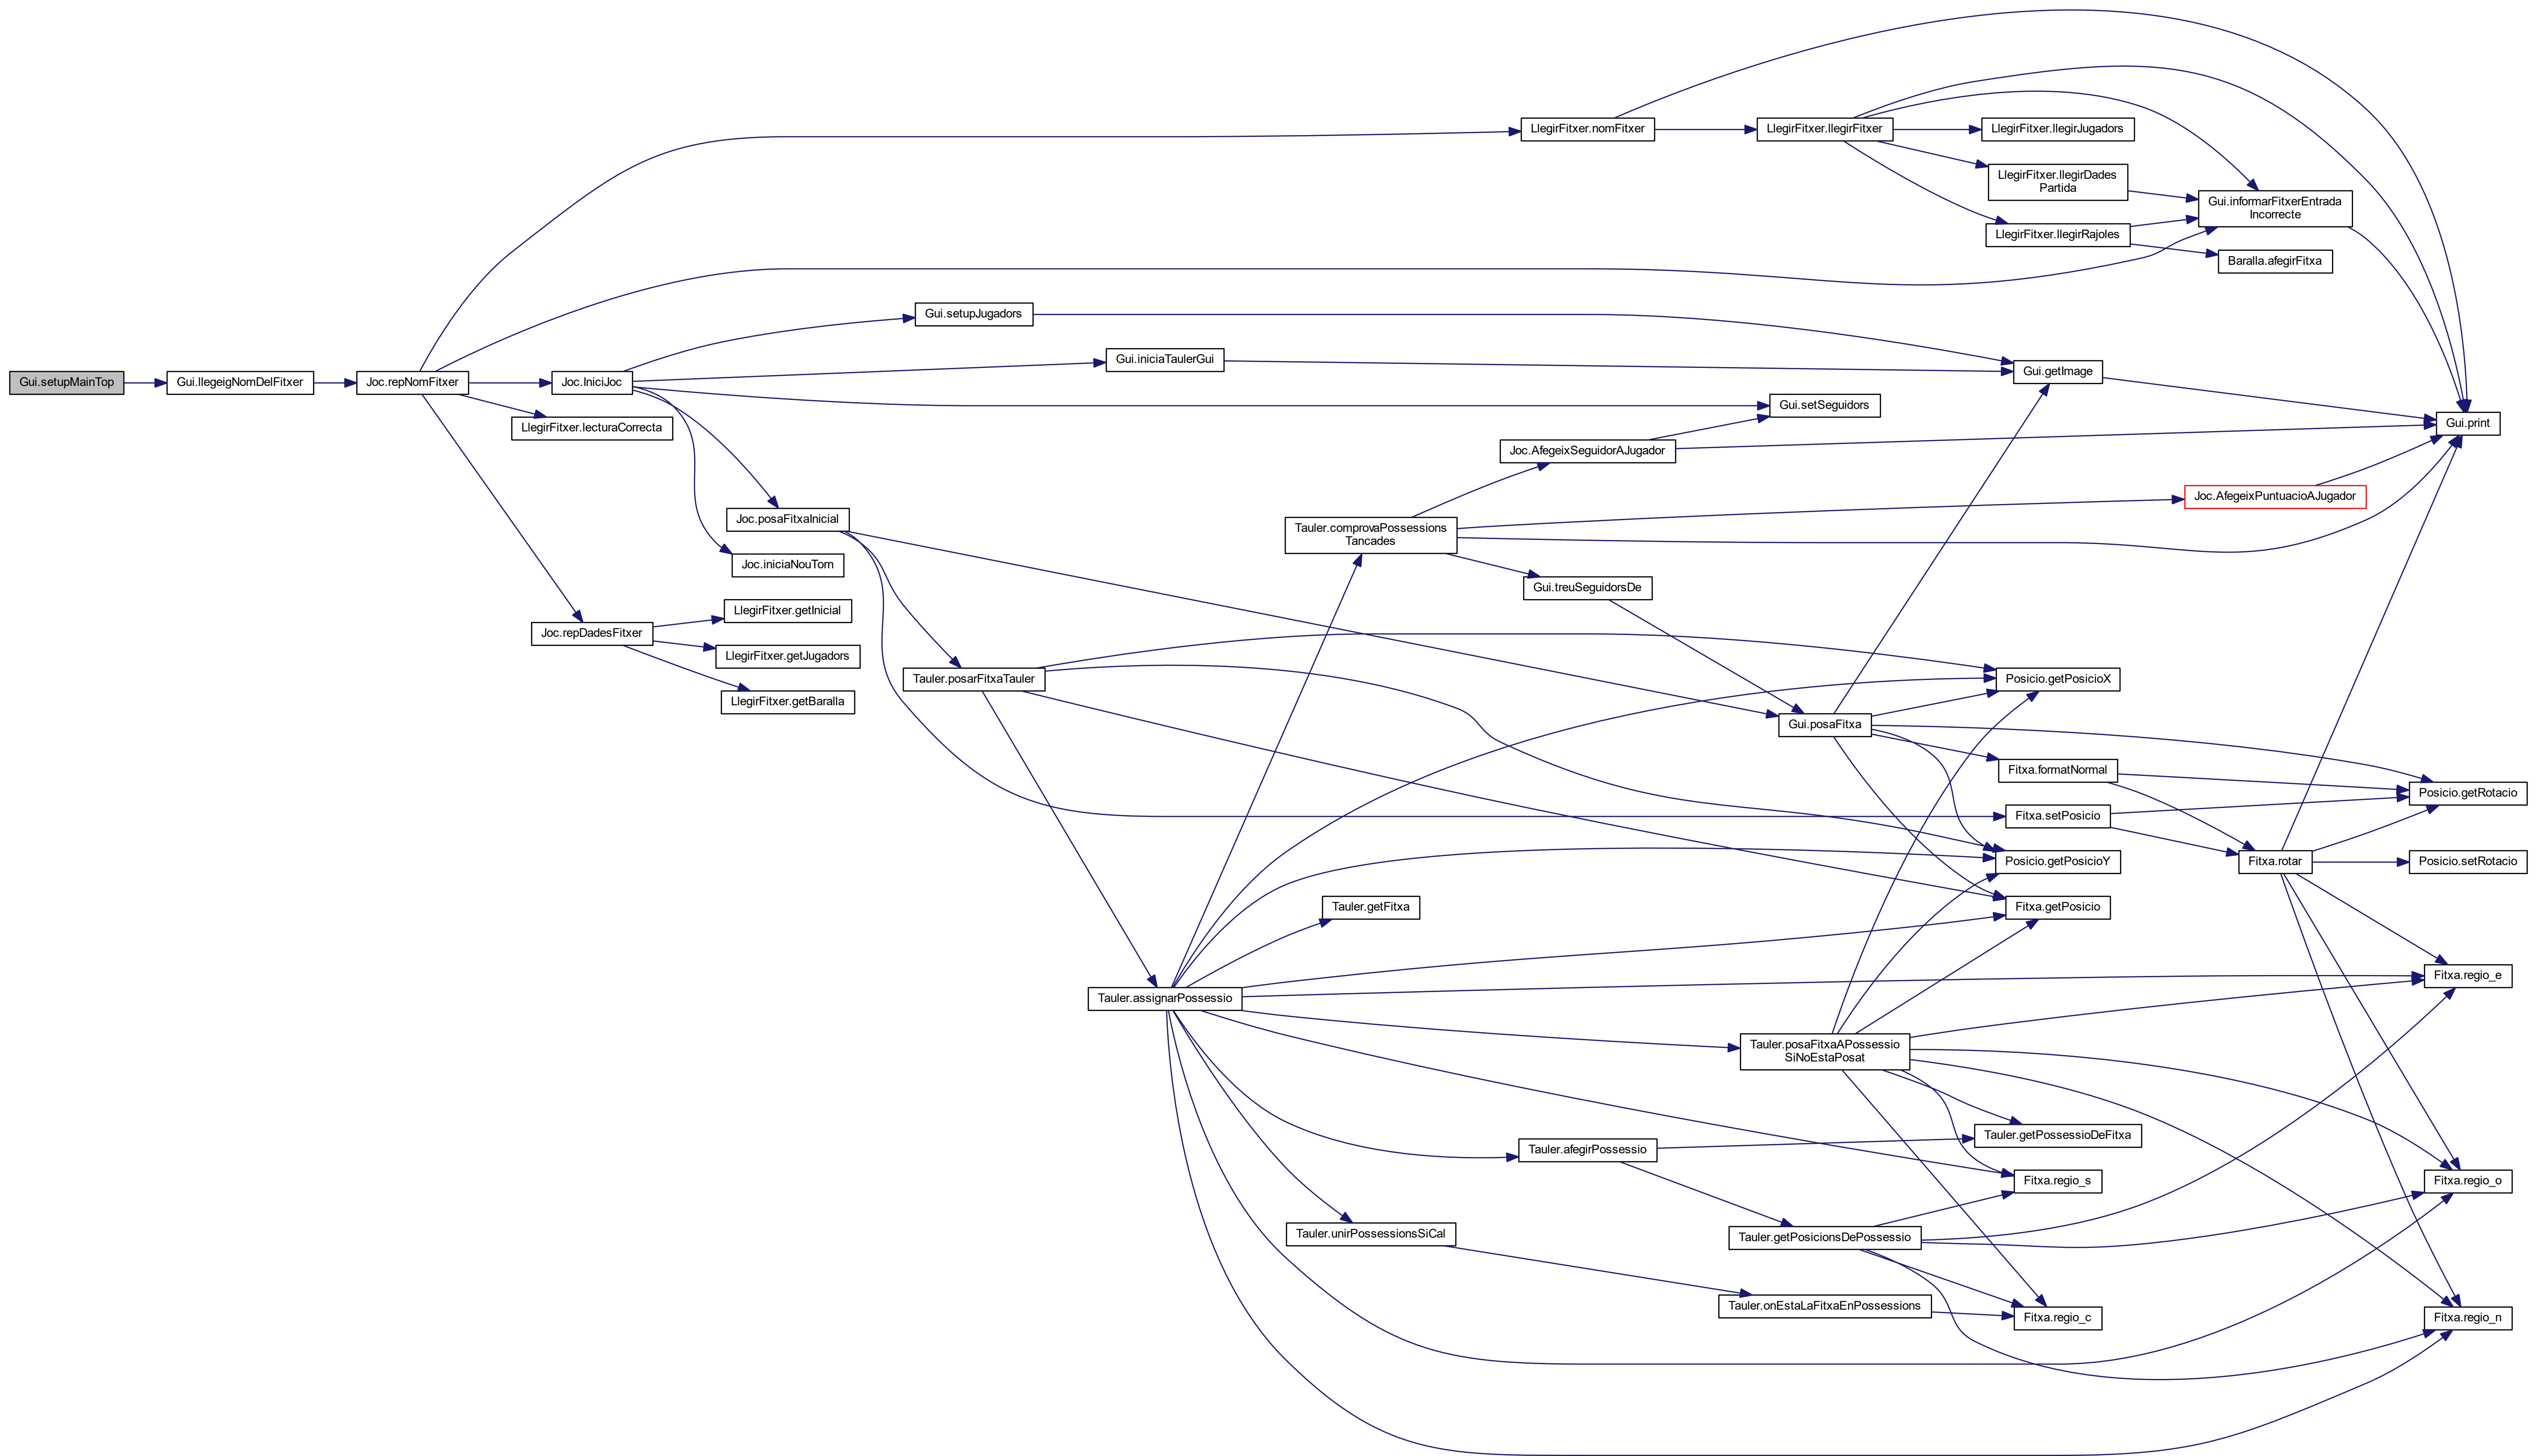 Gui.setupMainTop
Gui.llegeigNomDelFitxer
Joc.repNomFitxer
Joc.IniciJoc
LlegirFitxer.lecturaCorrecta
Joc.repDadesFitxer
Joc.posaFitxaInicial
Joc.iniciaNouTorn
LlegirFitxer.getInicial
LlegirFitxer.getJugadors
LlegirFitxer.getBaralla
Gui.setupJugadors
Tauler.posarFitxaTauler
Gui.iniciaTaulerGui
Tauler.assignarPossessio
Tauler.comprovaPossessions
Tancades
Tauler.getFitxa
Tauler.unirPossessionsSiCal
LlegirFitxer.nomFitxer
Joc.AfegeixSeguidorAJugador
Gui.treuSeguidorsDe
Tauler.afegirPossessio
LlegirFitxer.llegirFitxer
Gui.setSeguidors
Gui.posaFitxa
Tauler.posaFitxaAPossessio
SiNoEstaPosat
Tauler.getPosicionsDePossessio
Tauler.onEstaLaFitxaEnPossessions
LlegirFitxer.llegirJugadors
LlegirFitxer.llegirDades
Partida
LlegirFitxer.llegirRajoles
Gui.getImage
Posicio.getPosicioX
Fitxa.formatNormal
Fitxa.setPosicio
Posicio.getPosicioY
Fitxa.getPosicio
Tauler.getPossessioDeFitxa
Fitxa.regio_s
Fitxa.regio_c
Gui.informarFitxerEntrada
Incorrecte
Baralla.afegirFitxa
Joc.AfegeixPuntuacioAJugador
Fitxa.rotar
Gui.print
Posicio.getRotacio
Posicio.setRotacio
Fitxa.regio_e
Fitxa.regio_o
Fitxa.regio_n